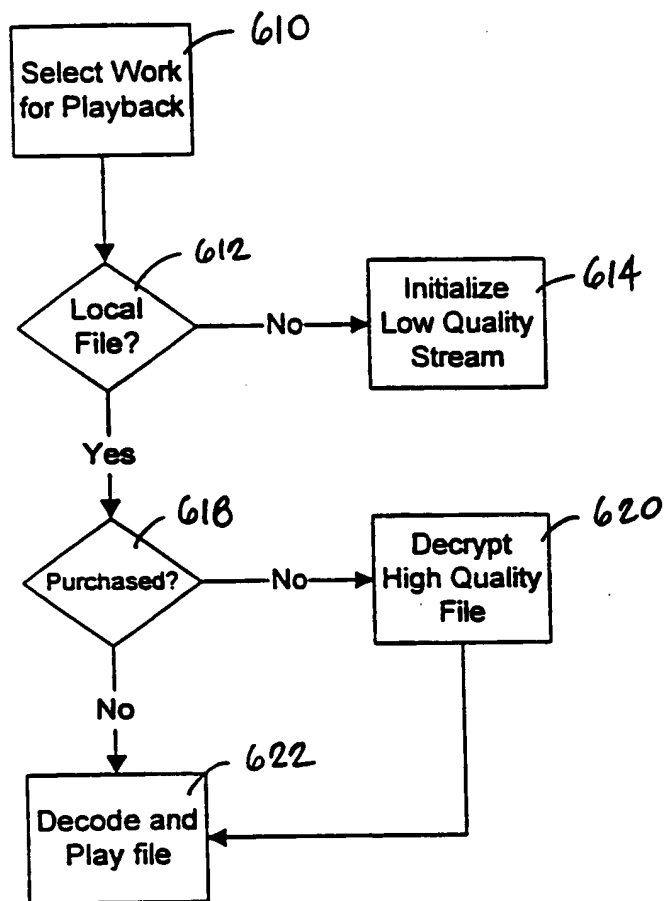 610
Select Work
for Playback
612
Local
File?
No
614
Initialize
Low Quality
Stream
Yes
618
Purchased?
No
620
Decrypt
High Quality
File
No
622
Decode and
Play file